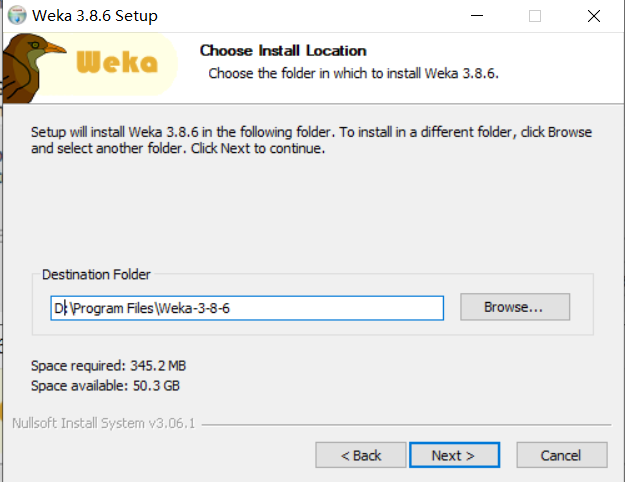 Weka 3.8.6 Setup
Weka
Choose Install Location
Choose the folder in which to install Weka 3.8.6.
Setup will install Weka 3.8.6 in the following folder. To install in a different folder, click Browse
and select another folder. Click Next to continue.
Destination Folder
D:\Program Files\Weka-3-8-6
Browse...
Space required: 345.2 MB
Space available: 50.3 GB
Nullsoft Install System v3.06.1
< Back
Next >
Cancel